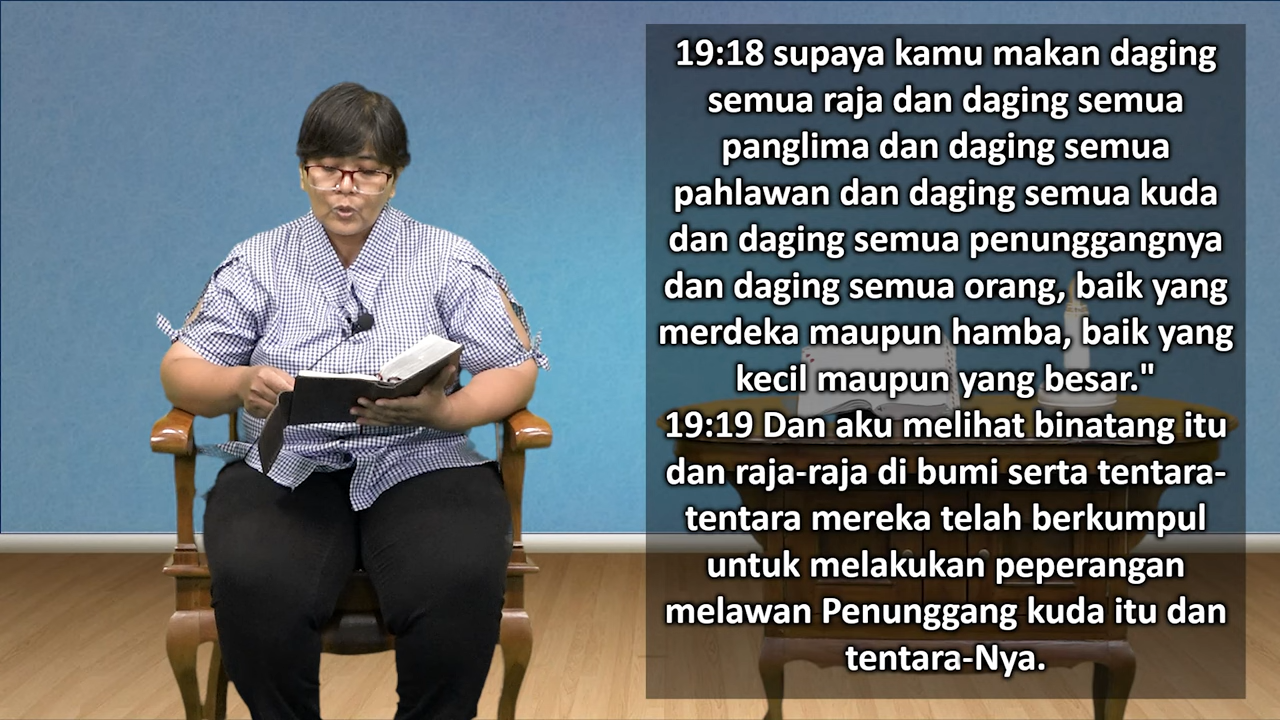 19:18 supaya kamu makan daging
semua raja dan daging semua
panglima dan daging semua
pahlawan dan daging semua kuda
dan daging semua penunggangnya
dan daging semua orang, baik yang
merdeka maupun hamba, baik yang
kecil maupun yang besar."
19:19 Dan aku melihat binatang itu
dan raja-raja di bumi serta tentara-
tentara mereka telah berkumpul
untuk melakukan peperangan
melawan Penunggang kuda itu dan
tentara-Nya.